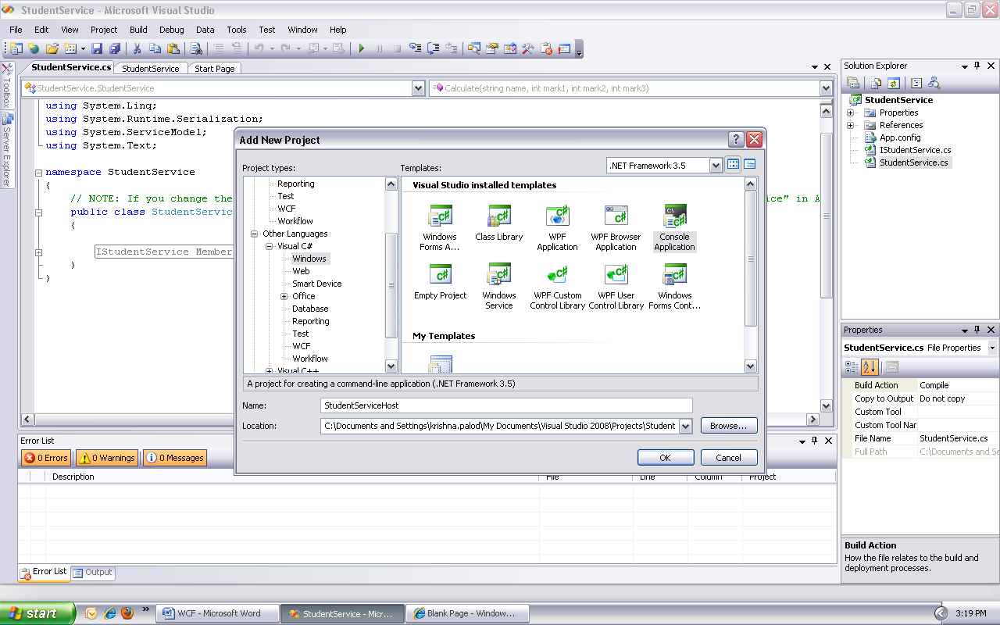 StudentService - Microsoft Visual Studio
File Edit View Project Build Debug Data Tools Test Window Help
StudentService.cs StudentService Start Page
StudentService.StudentService
Calculate(string name, int mark1, int mark2, int mark3)
Toolbox
Server Explorer
using System.Linq;
using System.Runtime.Serialization;
using System.ServiceModel;
using System.Text;
namespace StudentService
{
// NOTE: If you change the
ice" in A
public class StudentServic
{
IStudentService Member
}
}
Add New Project
Project types:
Templates:
.NET Framework 3.5
Reporting
Test
WCF
Workflow
Other Languages
Visual C#
Windows
Web
Smart Device
Office
Database
Reporting
Test
WCF
Workflow
Visual C++
Visual Studio installed templates
Windows Forms A...
Class Library
WPF Application
WPF Browser Application
Console Application
Empty Project
Windows Service
WPF Custom Control Library
WPF User Control Library
Windows Forms Cont...
My Templates
A project for creating a command-line application (.NET Framework 3.5)
Name:
StudentServiceHost
Location:
C:\Documents and Settings\krishna.palod\My Documents\Visual Studio 2008\Projects\Student
Browse...
OK
Cancel
Solution Explorer
StudentService
Properties
References
App.config
IStudentService.cs
StudentService.cs
Properties
StudentService.cs File Properties
Build Action Compile
Copy to Output Do not copy
Custom Tool
Custom Tool Nar
File Name StudentService.cs
Full Path C:\Documents and Se
Build Action
How the file relates to the build and
deployment processes.
Error List
0 Errors
0 Warnings
0 Messages
Description File Line Column Project
Error List
Output
start
WCF - Microsoft Word
StudentService - Micr...
Blank Page - Window...
3:19 PM